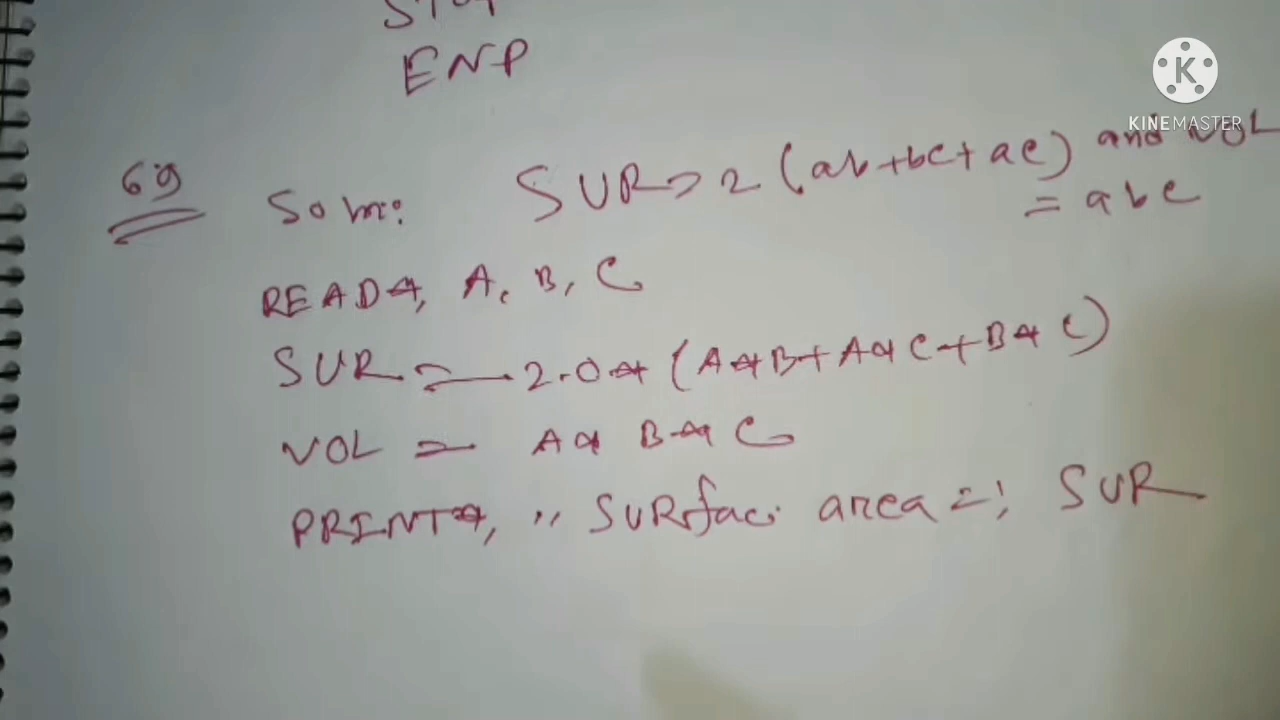 STOP
END
69
Soln: SUR = 2 (ab+bc+ac) and VOL
= abc
READ*, A, B, C
SUR = 2.0* (A*B+A*C+B*C)
VOL = A* B* C
PRINT*, " SURface area =; SUR
K
KINEMASTER